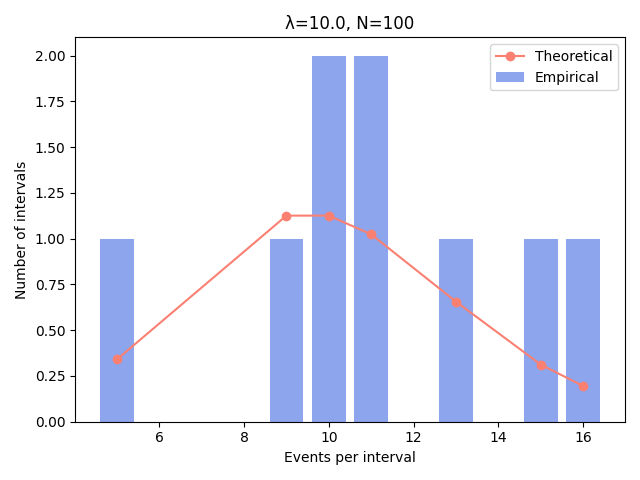 λ=10.0, N=100
Theoretical
Empirical
Number of intervals
2.00
1.75
1.50
1.25
1.00
0.75
0.50
0.25
0.00
6 8 10 12 14 16
Events per interval